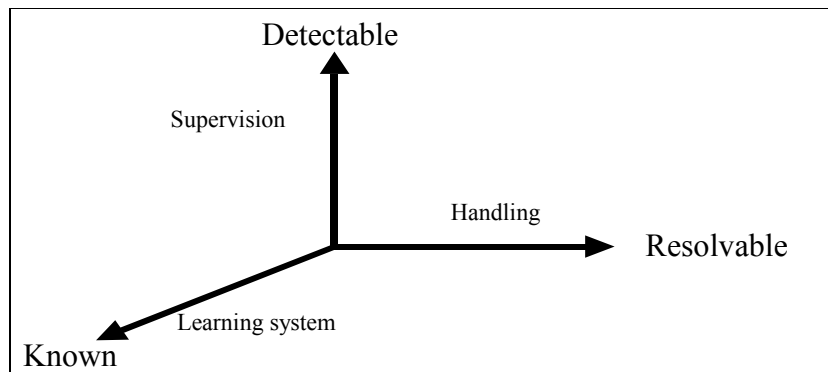 Detectable
Supervision
Handling
Resolvable
Learning system
Known